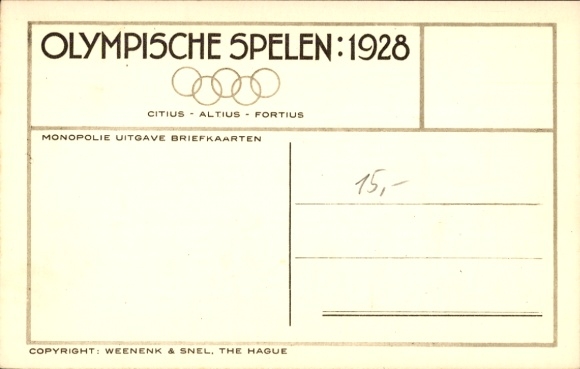 OLYMPISCHE SPELEN: 1928
CITIUS - ALTIUS - FORTIUS
MONOPOLIE UITGAVE BRIEFKAARTEN
15,-
COPYRIGHT: WEENENK & SNEL, THE HAGUE